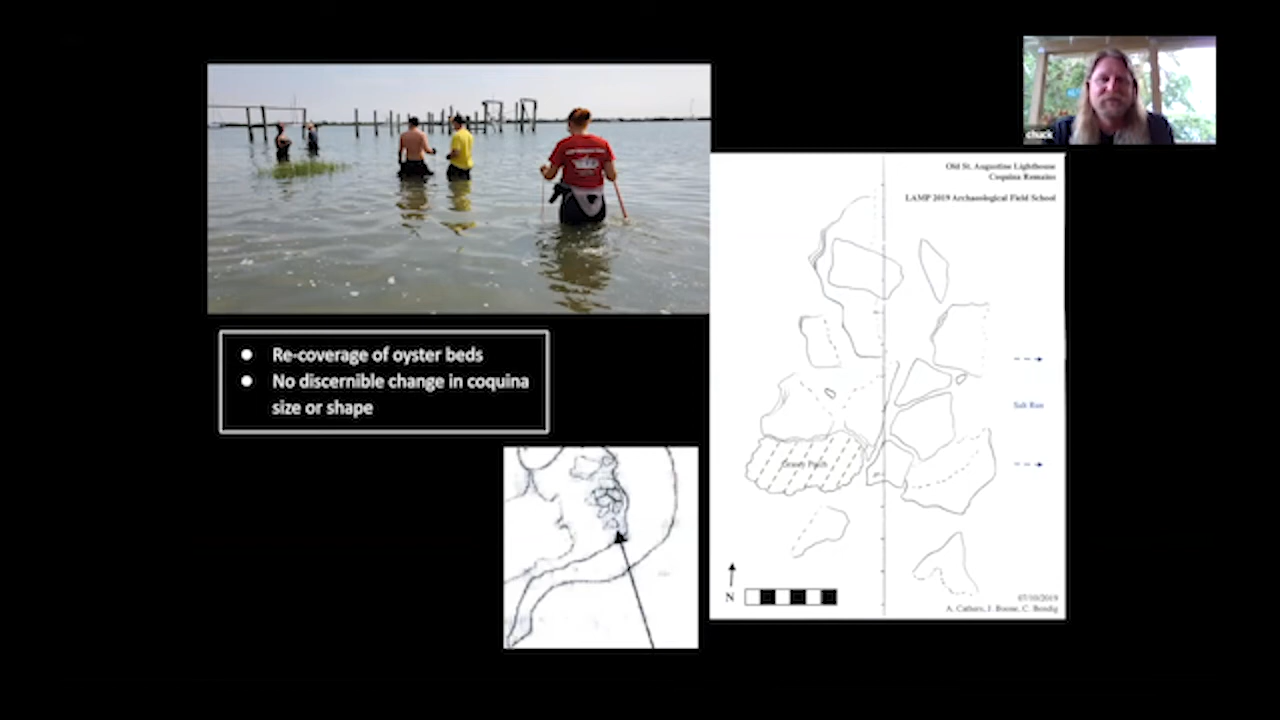 chuck
Old St. Augustine Lighthouse
Coquina Remains
LAMP 2019 Archaeological Field School
● Re-coverage of oyster beds
● No discernible change in coquina
size or shape
Salt Run
Grassy Patch
N
07/10/2019
A. Cathers, J. Boone, C. Bendig